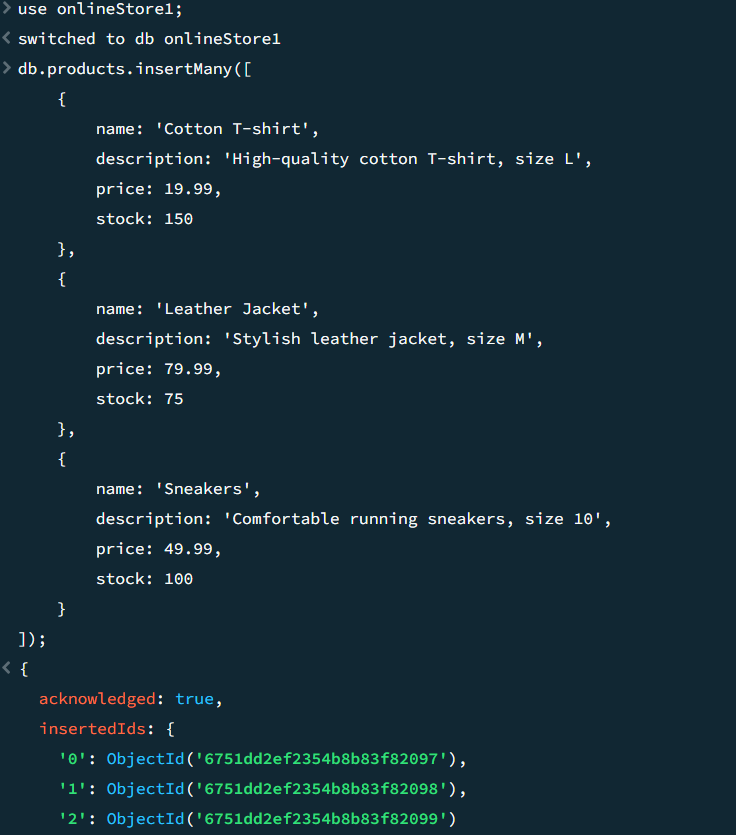 > use onlineStore1;
< switched to db onlineStore1
> db.products.insertMany([
    {
        name: 'Cotton T-shirt',
        description: 'High-quality cotton T-shirt, size L',
        price: 19.99,
        stock: 150
    },
    {
        name: 'Leather Jacket',
        description: 'Stylish leather jacket, size M',
        price: 79.99,
        stock: 75
    },
    {
        name: 'Sneakers',
        description: 'Comfortable running sneakers, size 10',
        price: 49.99,
        stock: 100
    }
]);
< {
  acknowledged: true,
  insertedIds: {
    '0': ObjectId('6751dd2ef2354b8b83f82097'),
    '1': ObjectId('6751dd2ef2354b8b83f82098'),
    '2': ObjectId('6751dd2ef2354b8b83f82099')